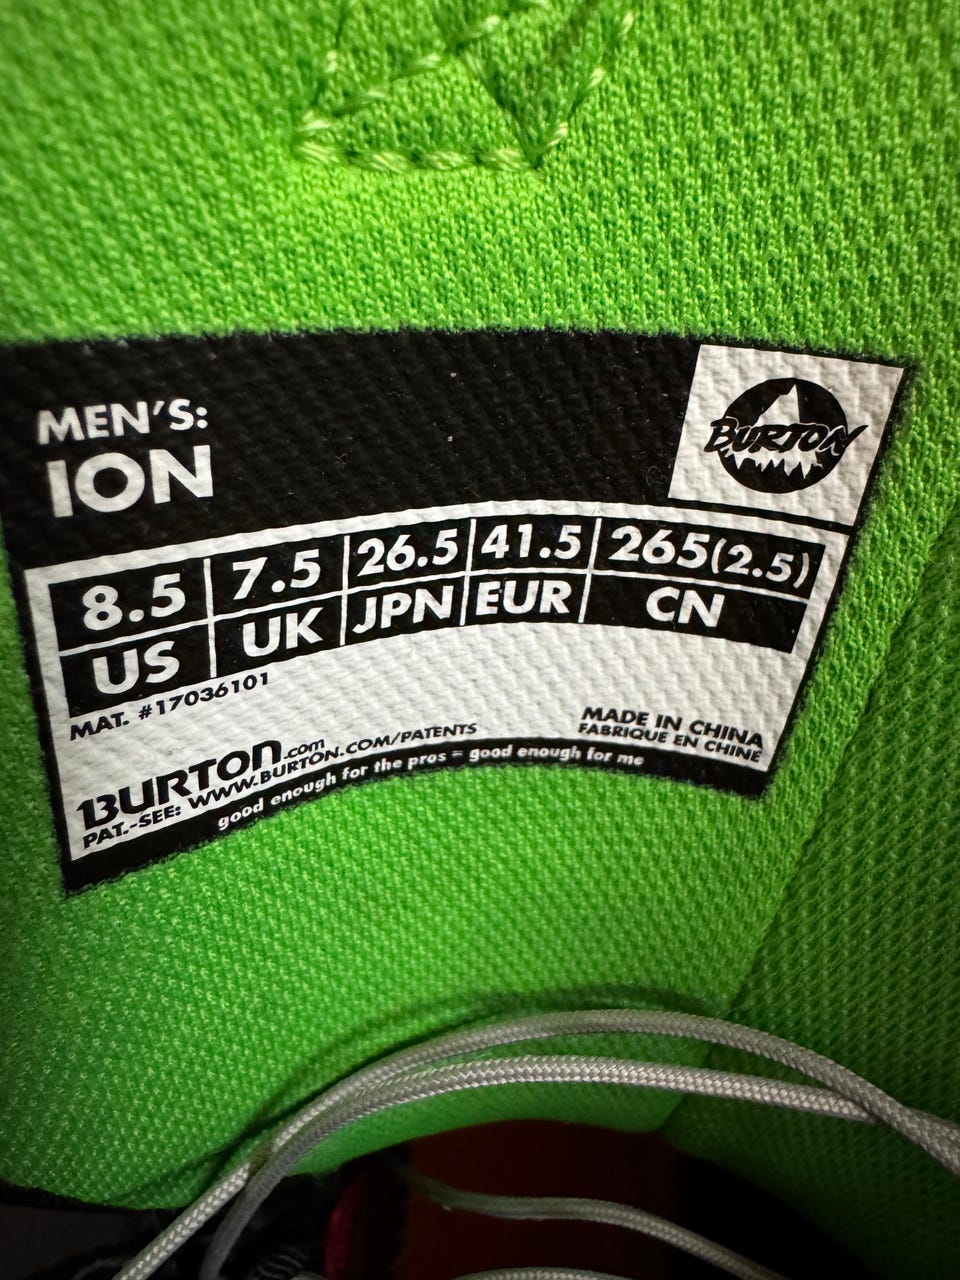 MEN'S:
ION
BURTON
8.5 7.5 26.5 41.5 265(2.5)
US UK JPN EUR CN
MAT. #17036101
BURTON.com
PAT.-SEE: WWW.BURTON.COM/PATENTS
MADE IN CHINA
FABRIQUE EN CHINE
good enough for the pros = good enough for me